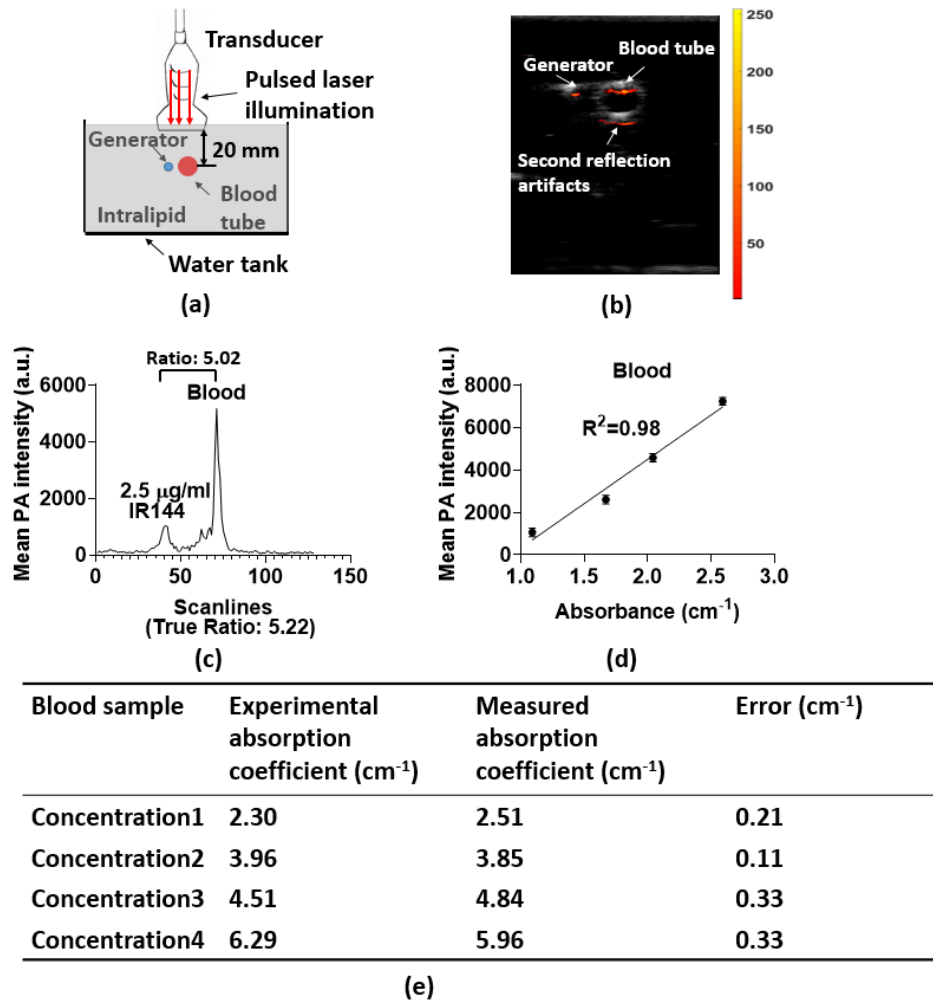 (a)
Transducer
Pulsed laser
illumination
Generator
20 mm
Blood
tube
Intralipid
Water tank
(b)
Generator
Blood tube
Second reflection
artifacts
250
200
150
100
50
(c)
Ratio: 5.02
Blood
2.5 μg/ml
IR144
Mean PA intensity (a.u.)
6000
4000
2000
0
0 50 100 150
Scanlines
(True Ratio: 5.22)
(d)
Blood
R²=0.98
Mean PA intensity (a.u.)
8000
6000
4000
2000
0
1.0 1.5 2.0 2.5 3.0
Absorbance (cm⁻¹)
Blood sample Experimental absorption coefficient (cm⁻¹) Measured absorption coefficient (cm⁻¹) Error (cm⁻¹)
Concentration1 2.30 2.51 0.21
Concentration2 3.96 3.85 0.11
Concentration3 4.51 4.84 0.33
Concentration4 6.29 5.96 0.33
(e)